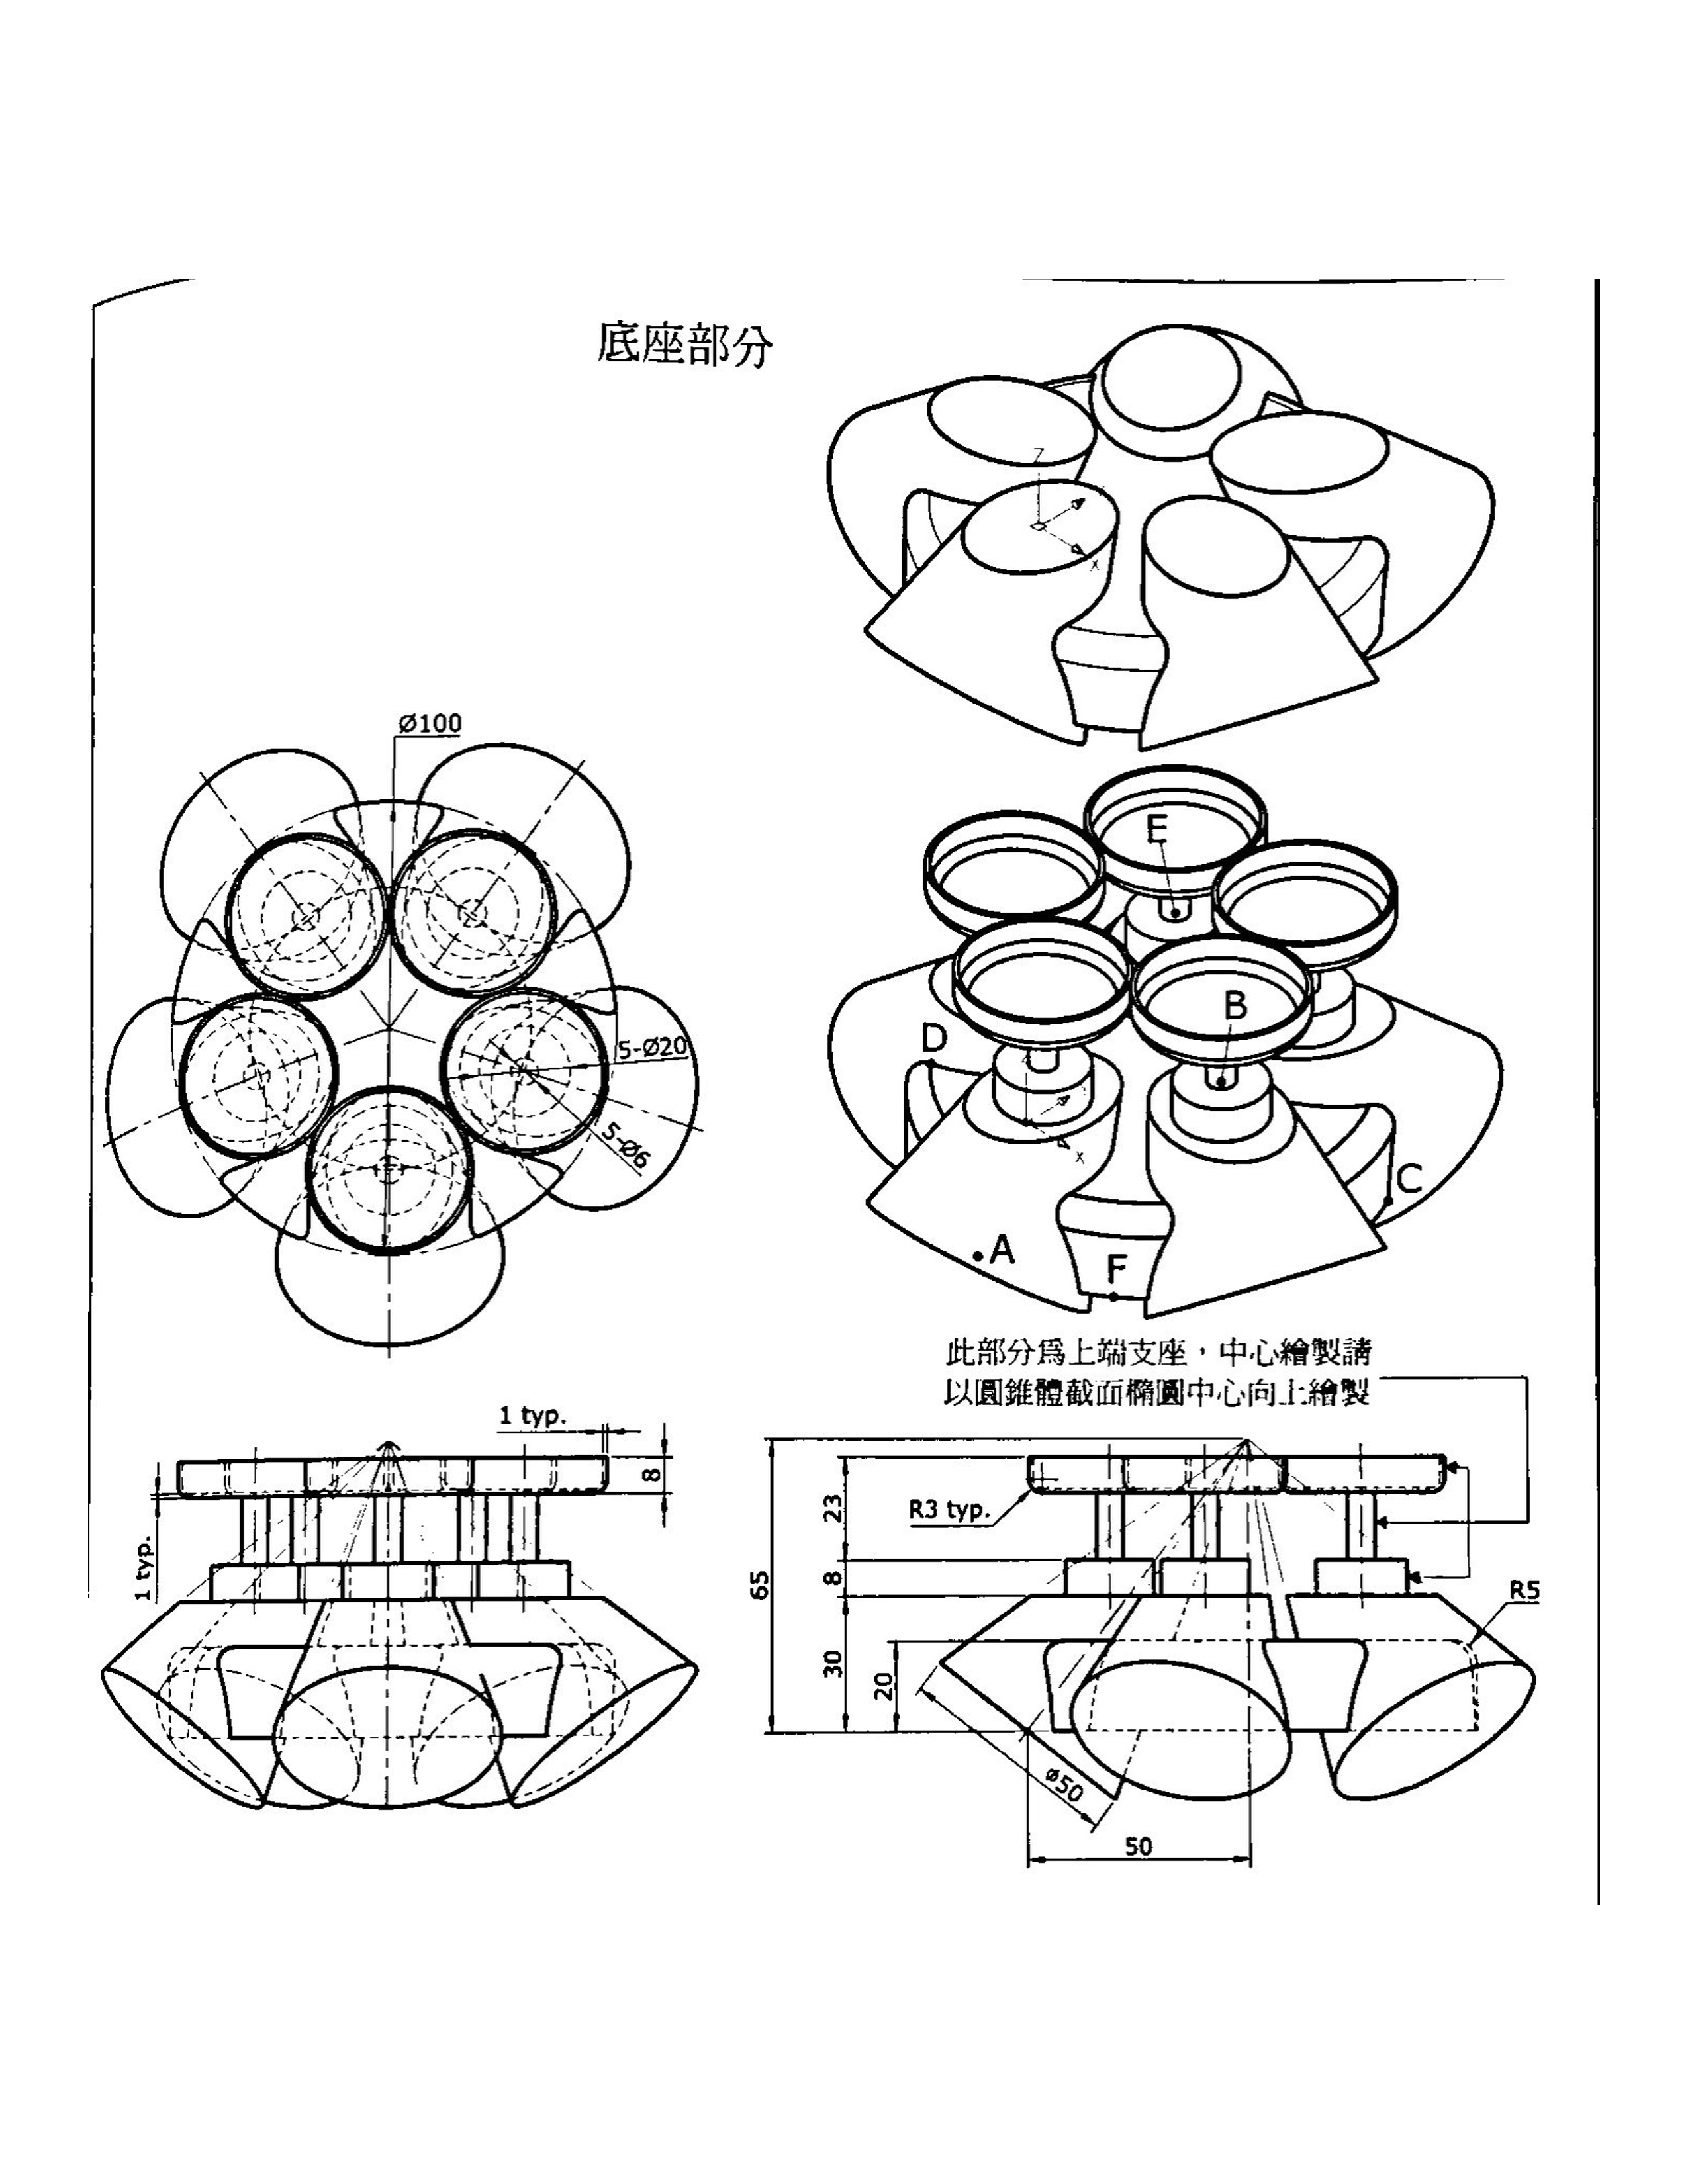 底座部分
Z
X
Ø100
5-Ø20
5-Ø6
E
B
D
C
A
F
X
此部分爲上端支座，中心繪製請
以圓錐體截面橢圓中心向上繪製
1 typ.
8
1 typ.
R3 typ.
23
8
65
30
20
R5
ø50
50